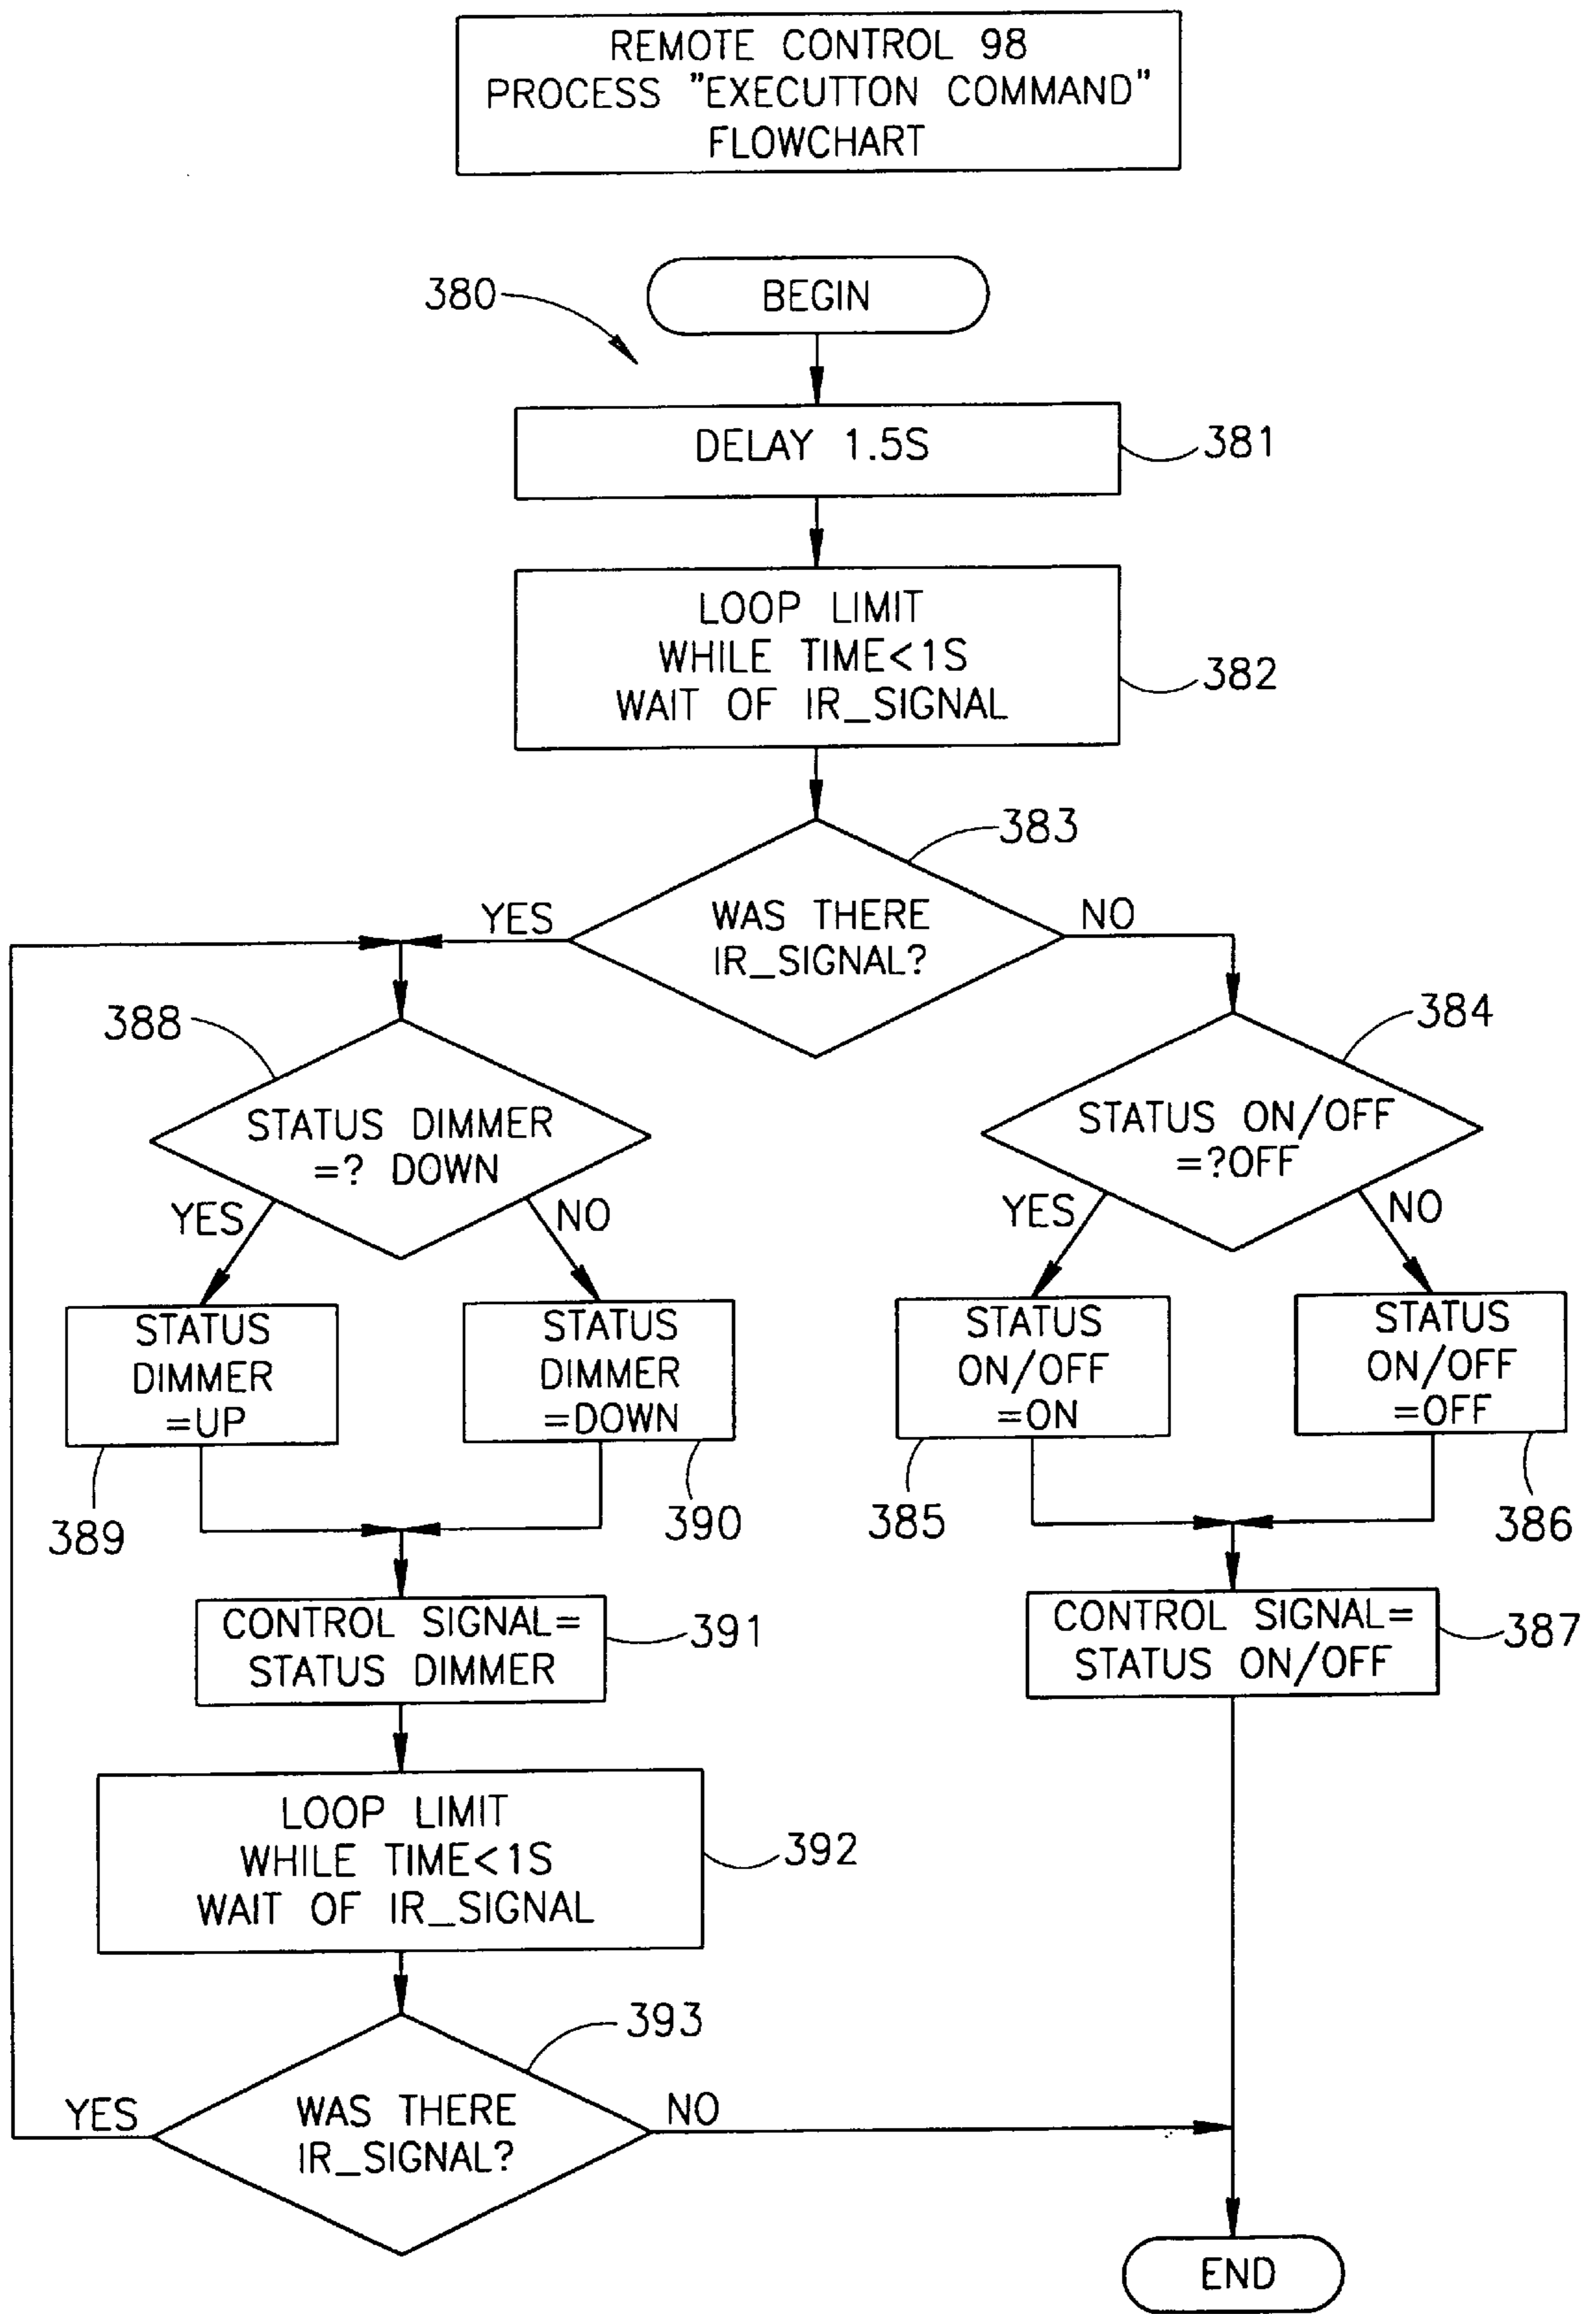 REMOTE CONTROL 98
PROCESS "EXECUTTON COMMAND"
FLOWCHART
BEGIN
380
DELAY 1.5S
381
LOOP LIMIT
WHILE TIME<1S
WAIT OF IR_SIGNAL
382
383
WAS THERE
IR_SIGNAL?
YES
NO
388
STATUS DIMMER
=? DOWN
YES
NO
384
STATUS ON/OFF
=?OFF
YES
NO
STATUS
DIMMER
=UP
389
STATUS
DIMMER
=DOWN
390
STATUS
ON/OFF
=ON
385
STATUS
ON/OFF
=OFF
386
CONTROL SIGNAL=
STATUS DIMMER
391
CONTROL SIGNAL=
STATUS ON/OFF
387
LOOP LIMIT
WHILE TIME<1S
WAIT OF IR_SIGNAL
392
393
WAS THERE
IR_SIGNAL?
YES
NO
END